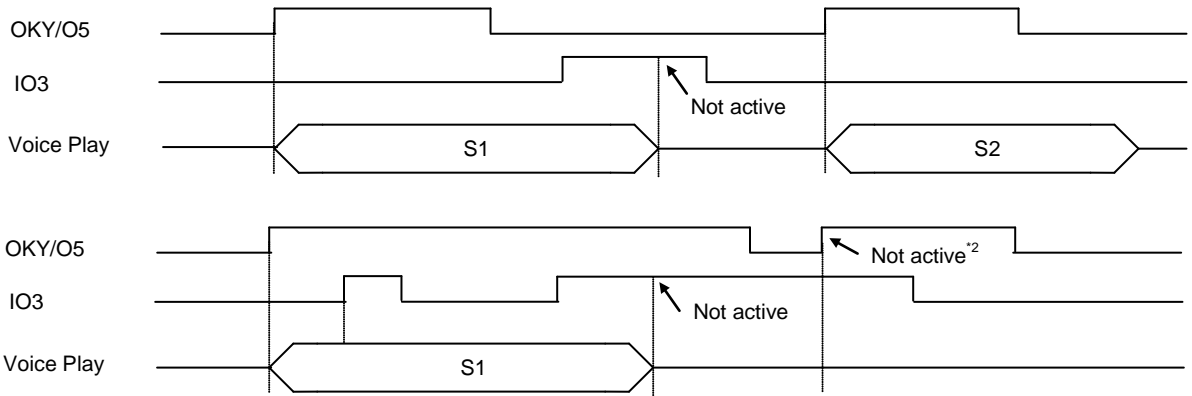 OKY/O5
IO3
Not active
Voice Play
S1
S2
OKY/O5
Not active*2
IO3
Not active
Voice Play
S1